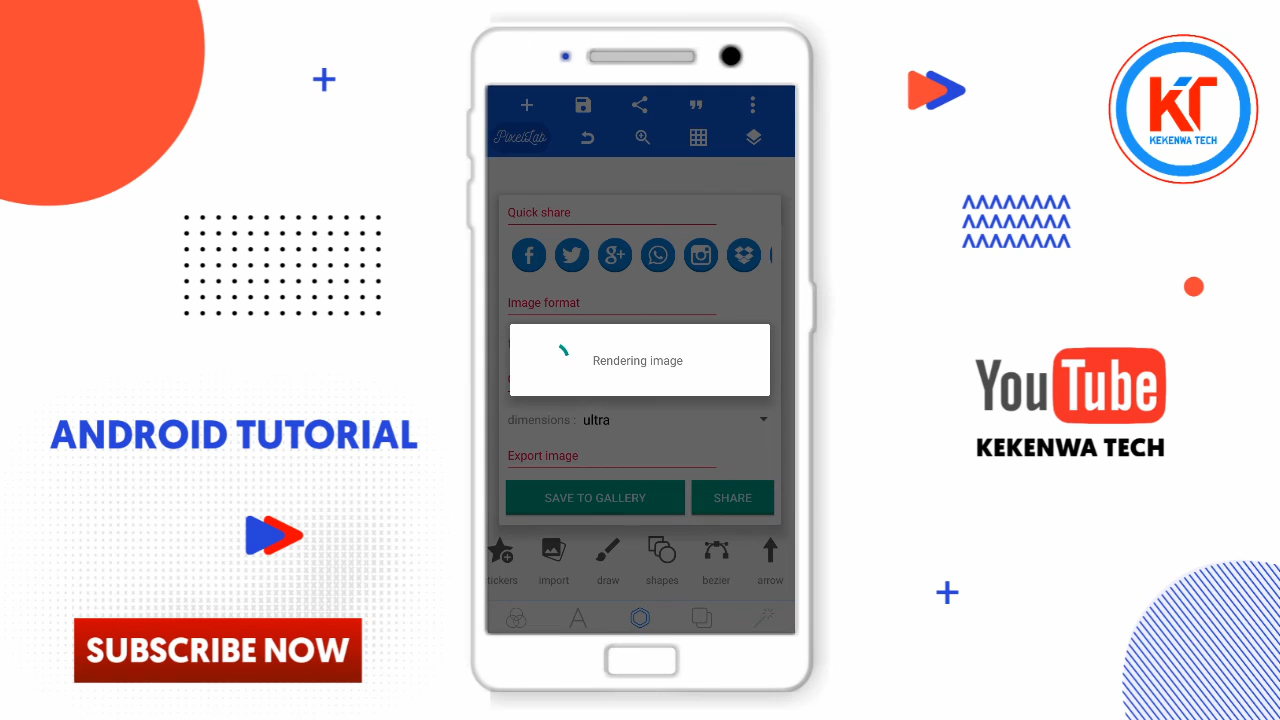 PixelLab
Quick share
Image format
Rendering image
dimensions : ultra
Export image
SAVE TO GALLERY
SHARE
tickers
import
draw
shapes
bezier
arrow
ANDROID TUTORIAL
SUBSCRIBE NOW
KT
KEKENWA TECH
YouTube
KEKENWA TECH